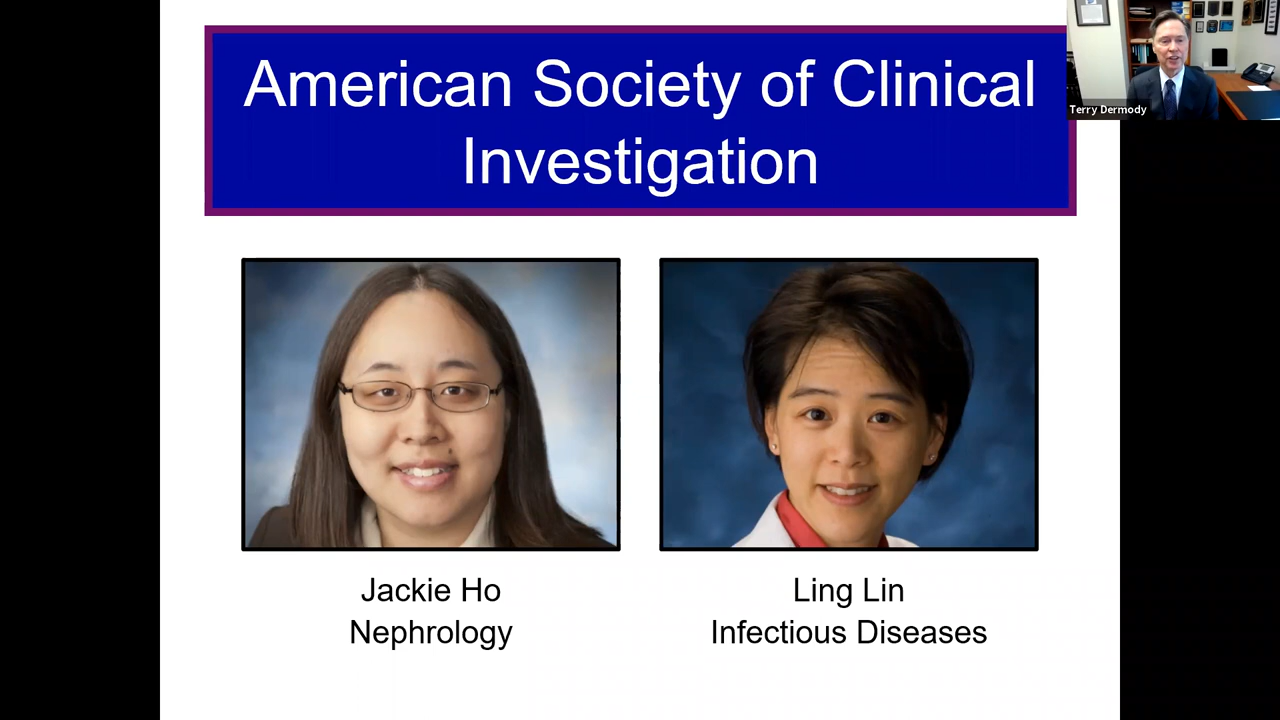 American Society of Clinical
Investigation
Terry Dermody
Jackie Ho
Nephrology
Ling Lin
Infectious Diseases